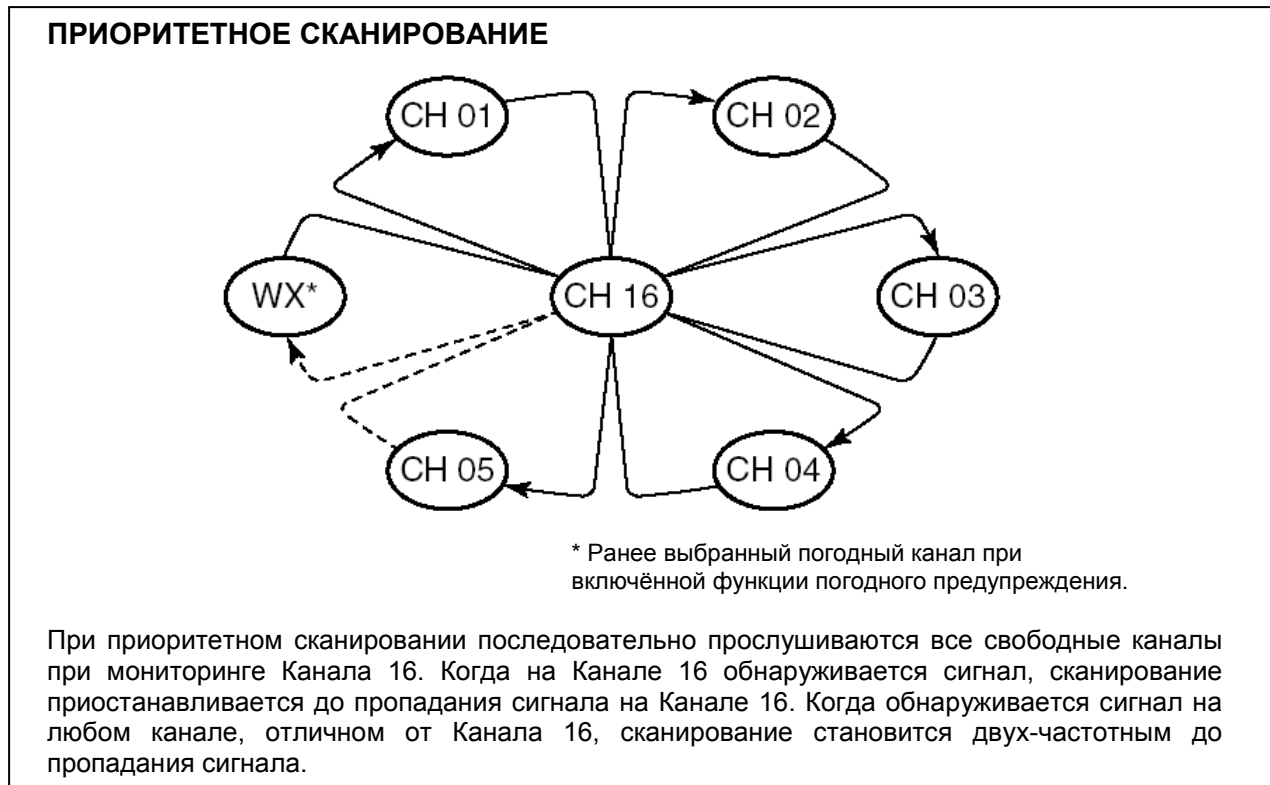 ПРИОРИТЕТНОЕ СКАНИРОВАНИЕ
CH 01
CH 02
WX*
CH 16
CH 03
CH 05
CH 04
* Ранее выбранный погодный канал при
включённой функции погодного предупреждения.
При приоритетном сканировании последовательно прослушиваются все свободные каналы
при мониторинге Канала 16. Когда на Канале 16 обнаруживается сигнал, сканирование
приостанавливается до пропадания сигнала на Канале 16. Когда обнаруживается сигнал на
любом канале, отличном от Канала 16, сканирование становится двух-частотным до
пропадания сигнала.